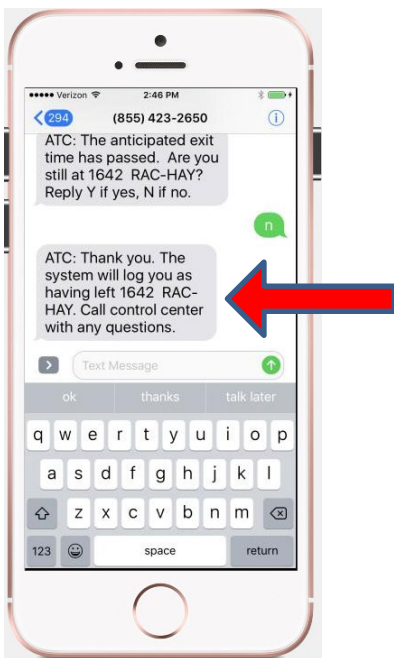 ●●●●● Verizon 2:46 PM
294 (855) 423-2650
ATC: The anticipated exit
time has passed. Are you
still at 1642 RAC-HAY?
Reply Y if yes, N if no.
n
ATC: Thank you. The
system will log you as
having left 1642 RAC-
HAY. Call control center
with any questions.
Text Message
ok thanks talk later
q w e r t y u i o p
a s d f g h j k l
z x c v b n m
123 space return